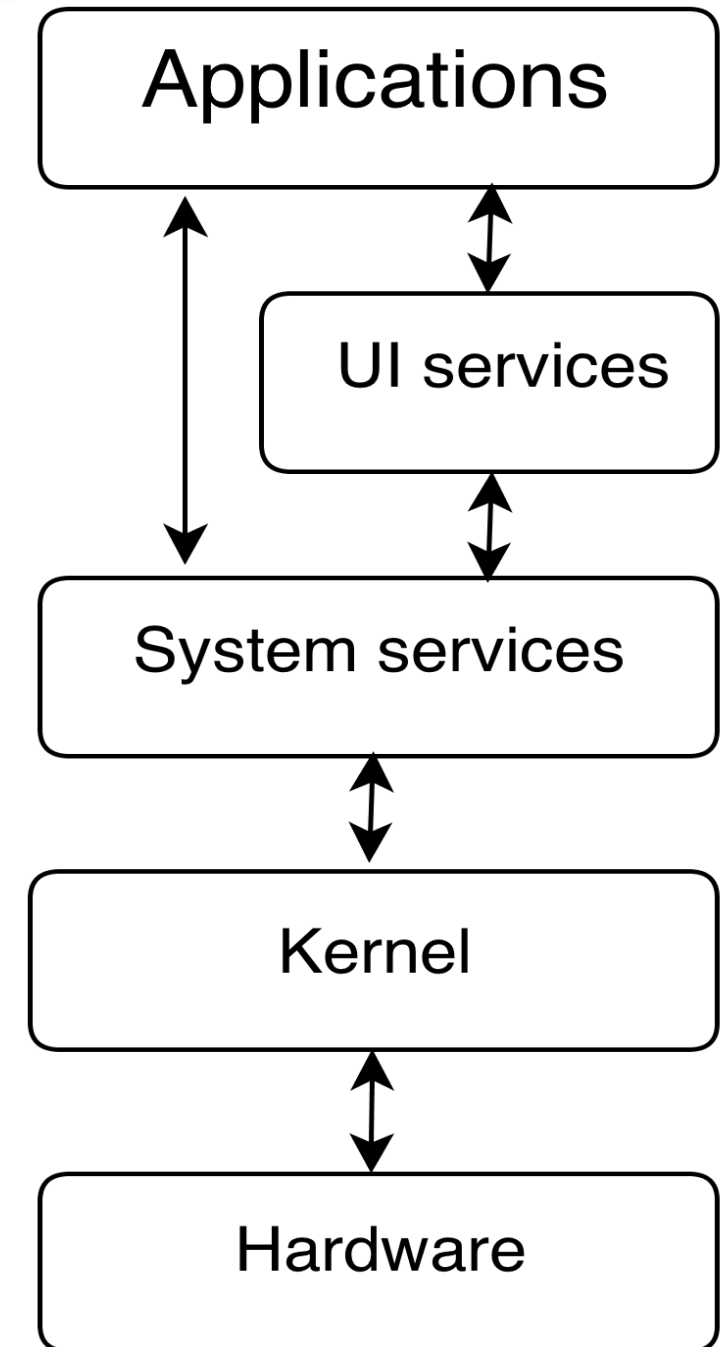 Applications
UI services
System services
Kernel
Hardware